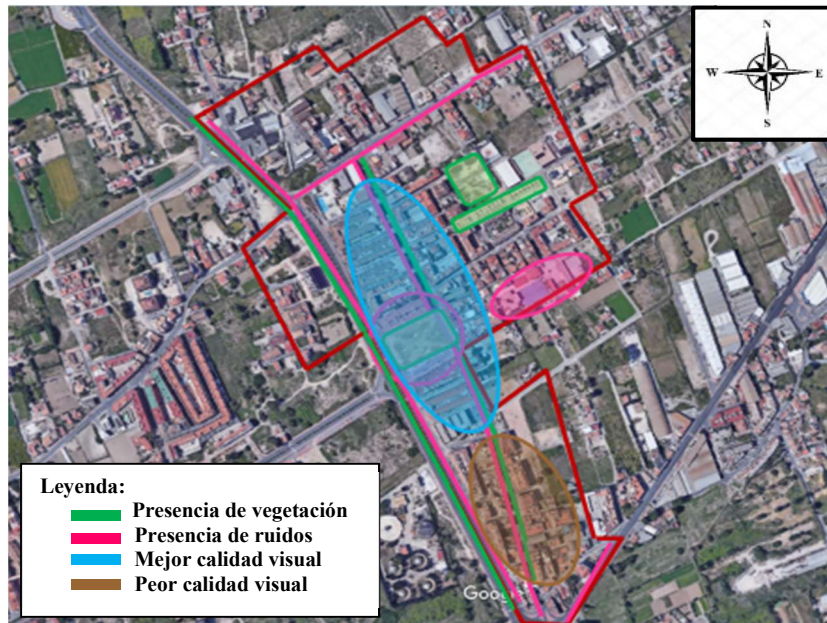 N
W E
S
Leyenda:
Presencia de vegetación
Presencia de ruidos
Mejor calidad visual
Peor calidad visual
Google